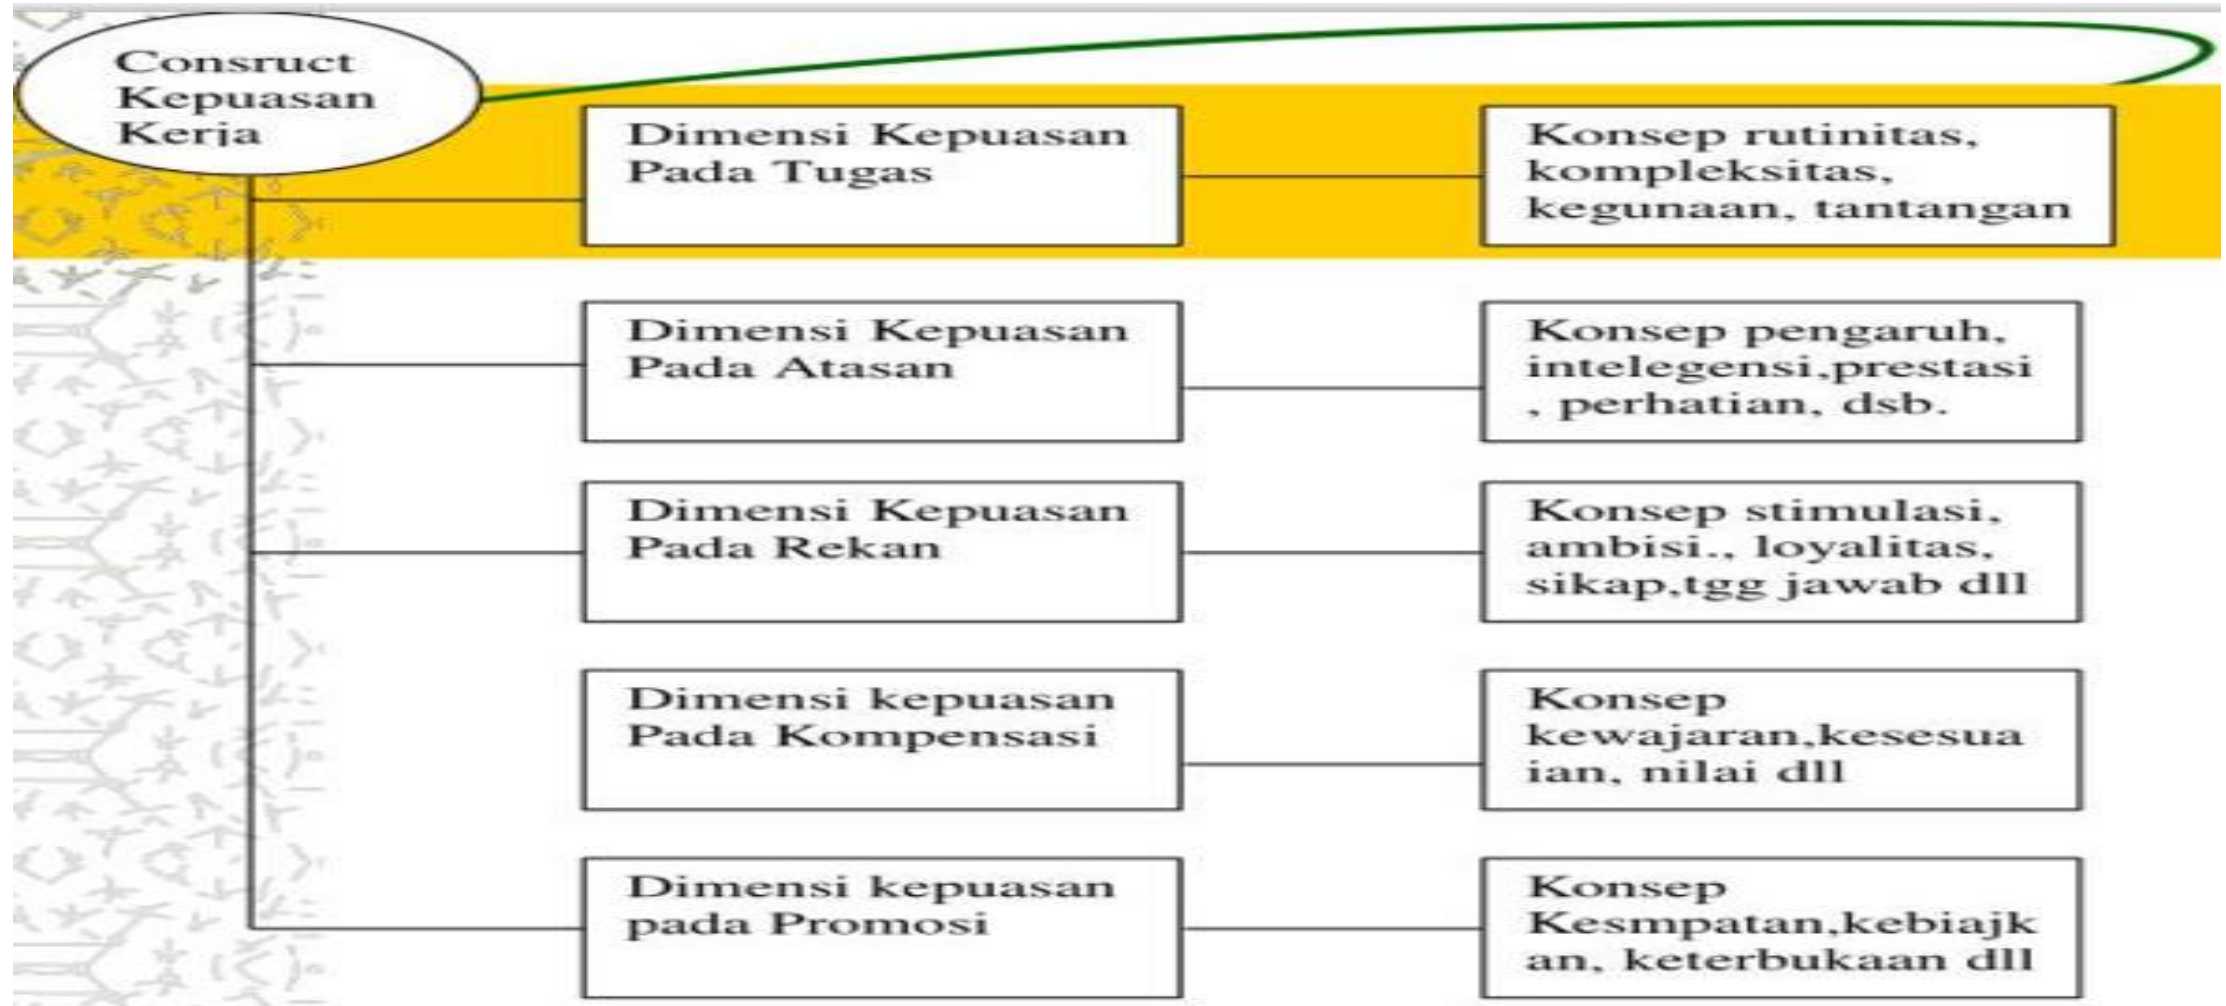 Consruct
Kepuasan
Kerja
Dimensi Kepuasan
Pada Tugas
Konsep rutinitas,
kompleksitas,
kegunaan, tantangan
Dimensi Kepuasan
Pada Atasan
Konsep pengaruh,
intelegensi,prestasi
, perhatian, dsb.
Dimensi Kepuasan
Pada Rekan
Konsep stimulasi,
ambisi., loyalitas,
sikap,tgg jawab dll
Dimensi kepuasan
Pada Kompensasi
Konsep
kewajaran,kesesua
ian, nilai dll
Dimensi kepuasan
pada Promosi
Konsep
Kesmpatan,kebiajk
an, keterbukaan dll